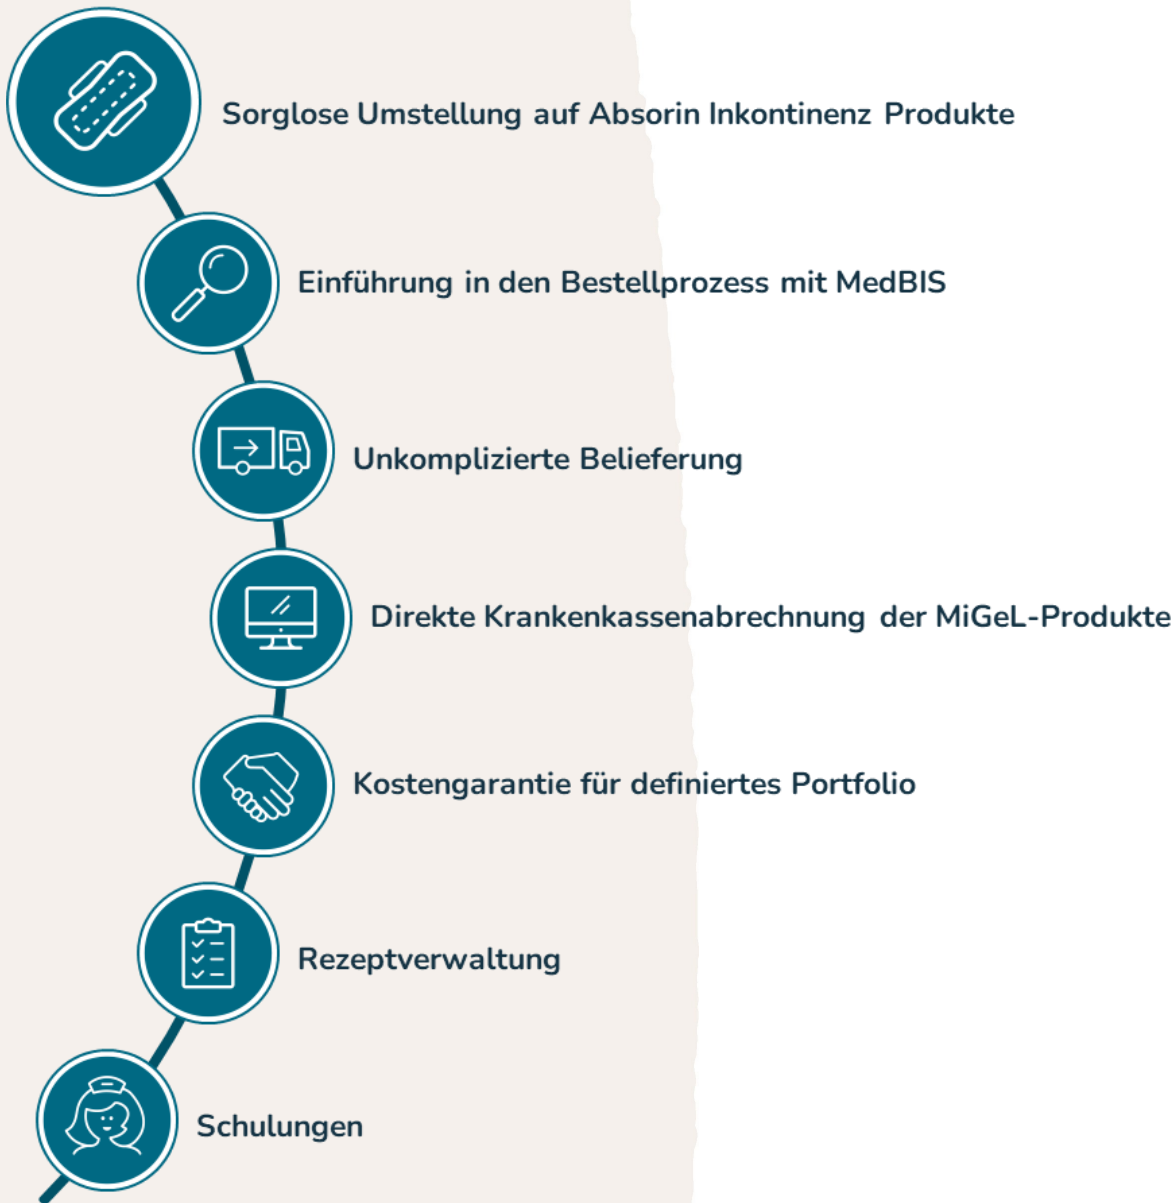 Sorglose Umstellung auf Absorin Inkontinenz Produkte
Einführung in den Bestellprozess mit MedBIS
Unkomplizierte Belieferung
Direkte Krankenkassenabrechnung der MiGeL-Produkte
Kostengarantie für definiertes Portfolio
Rezeptverwaltung
Schulungen